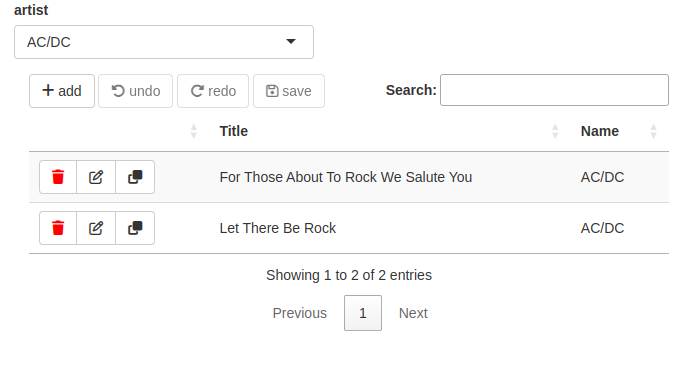 artist
AC/DC
add undo redo save Search:
Title Name
For Those About To Rock We Salute You AC/DC
Let There Be Rock AC/DC
Showing 1 to 2 of 2 entries
Previous 1 Next